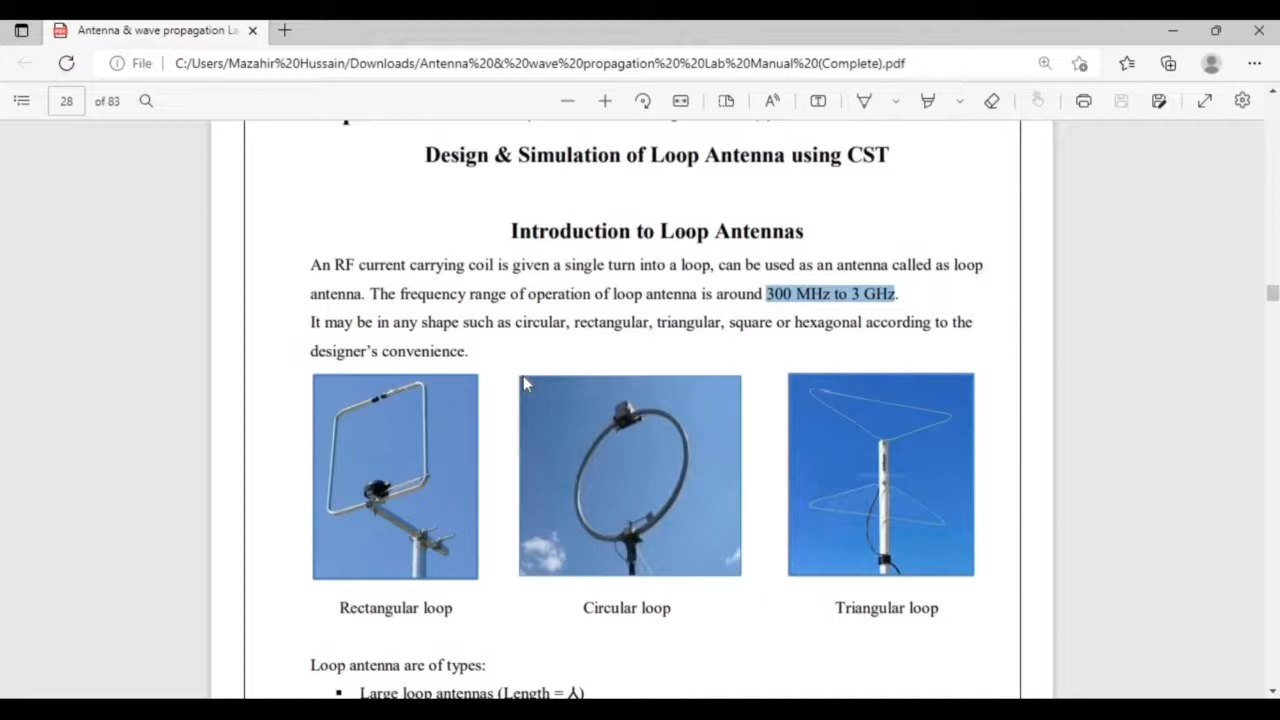 Antenna & wave propagation La
File
C:/Users/Mazahir%20Hussain/Downloads/Antenna%20&%20wave%20propagation%20%20Lab%20Manual%20(Complete).pdf
28 of 83
Design & Simulation of Loop Antenna using CST
Introduction to Loop Antennas
An RF current carrying coil is given a single turn into a loop, can be used as an antenna called as loop
antenna. The frequency range of operation of loop antenna is around 300 MHz to 3 GHz.
It may be in any shape such as circular, rectangular, triangular, square or hexagonal according to the
designer's convenience.
Rectangular loop Circular loop Triangular loop
Loop antenna are of types:
▪ Large loop antennas (Length = ⅄)